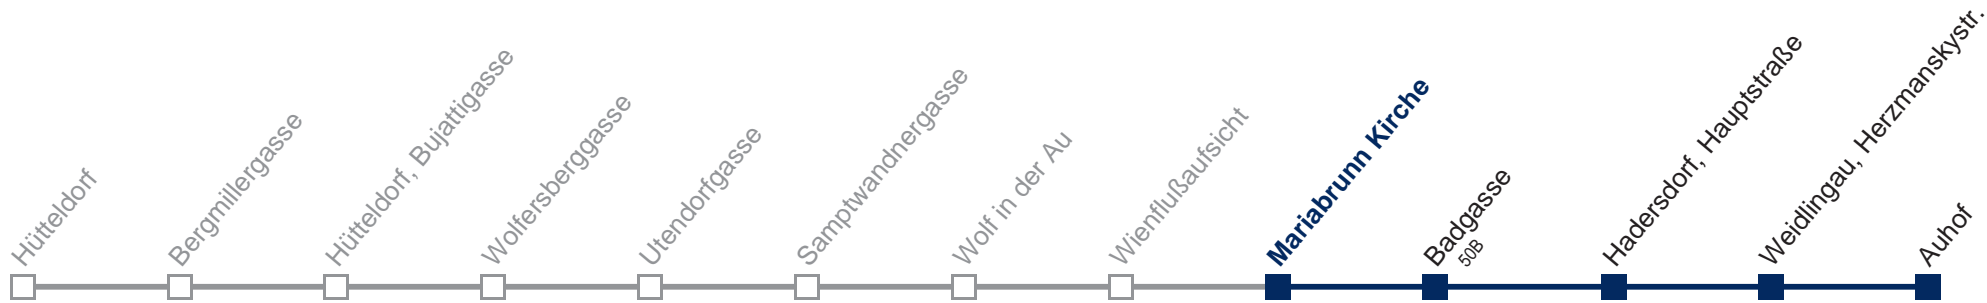 Hütteldorf
Bergmillergasse
Hütteldorf, Bujattigasse
Wolfersberggasse
Utendorfgasse
Samptwandnergasse
Wolf in der Au
Wienflußaufsicht
Mariabrunn Kirche
Badgasse
50B
Hadersdorf, Hauptstraße
Weidlingau, Herzmanskystr.
Auhof